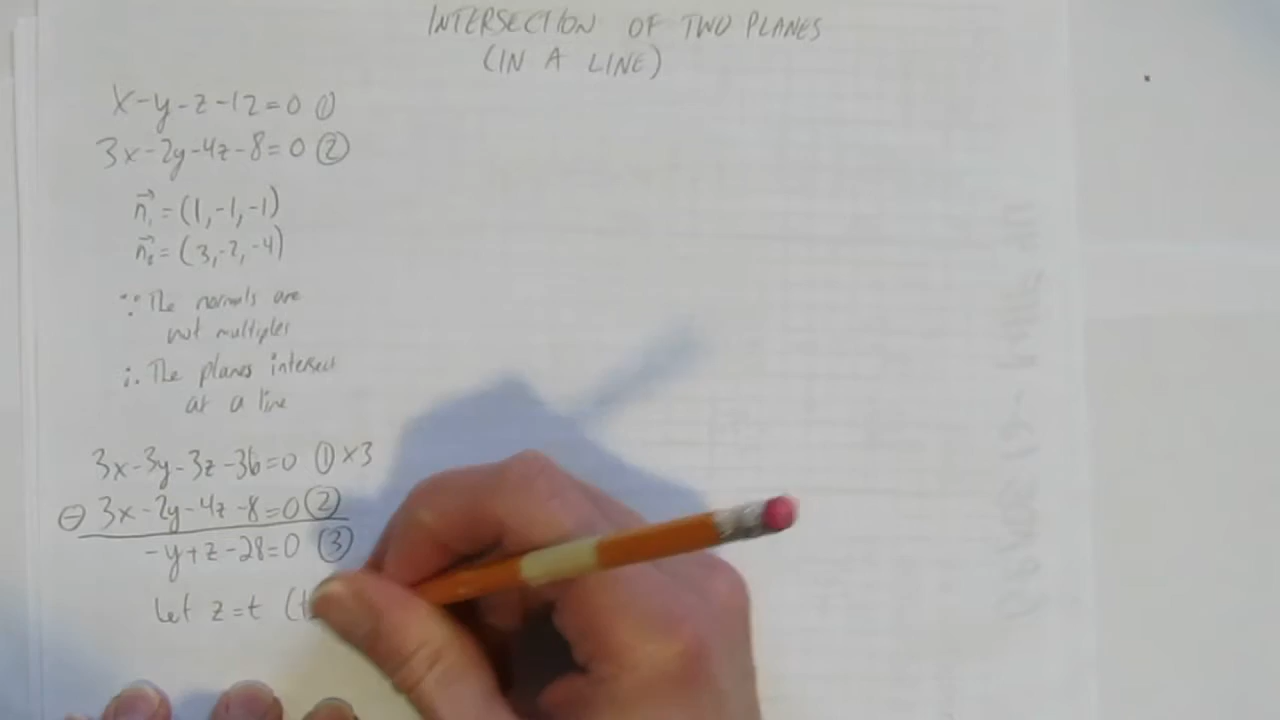 INTERSECTION OF TWO PLANES
(IN A LINE)
x-y-z-12=0 ①
3x-2y-4z-8=0 ②
n⃗₁=(1,-1,-1)
n⃗₂=(3,-2,-4)
∵ The normals are
not multiples
∴ The planes intersect
at a line
3x-3y-3z-36=0 ①×3
⊖ 3x-2y-4z-8=0 ②
-y+z-28=0 ③
let z=t (t